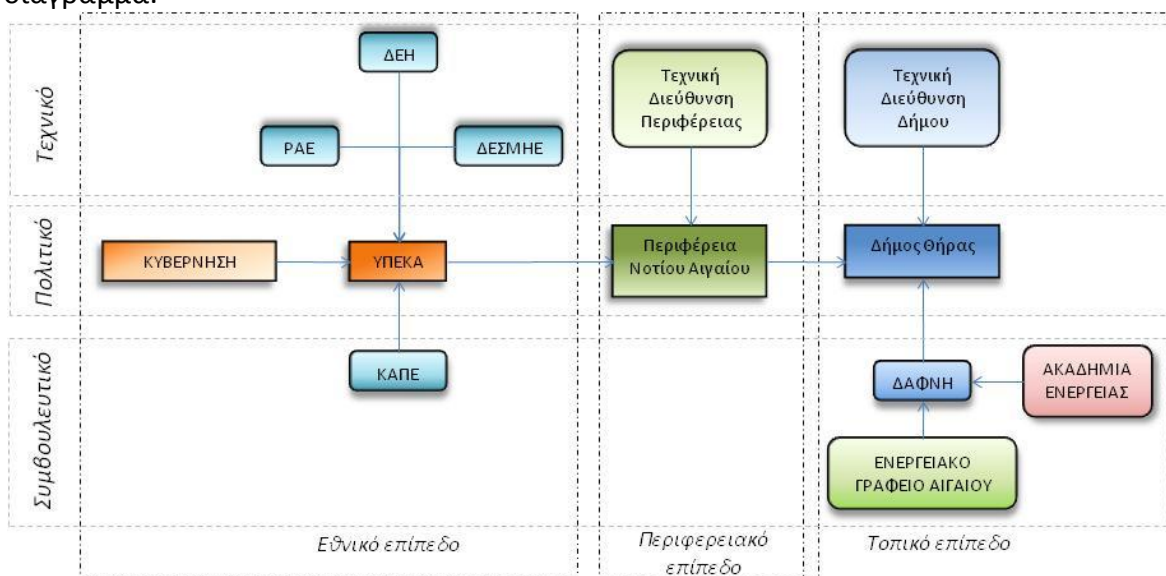 διάγραμμα.
Τεχνικό
ΔΕΗ
ΡΑΕ
ΔΕΣΜΗΕ
Τεχνική
Διεύθυνση
Περιφέρειας
Τεχνική
Διεύθυνση
Δήμου
Πολιτικό
ΚΥΒΕΡΝΗΣΗ
ΥΠΕΚΑ
Περιφέρεια
Νοτίου Αιγαίου
Δήμος Θήρας
Συμβουλευτικό
ΚΑΠΕ
ΔΑΦΝΗ
ΑΚΑΔΗΜΙΑ
ΕΝΕΡΓΕΙΑΣ
ΕΝΕΡΓΕΙΑΚΟ
ΓΡΑΦΕΙΟ ΑΙΓΑΙΟΥ
Εθνικό επίπεδο
Περιφερειακό
επίπεδο
Τοπικό επίπεδο